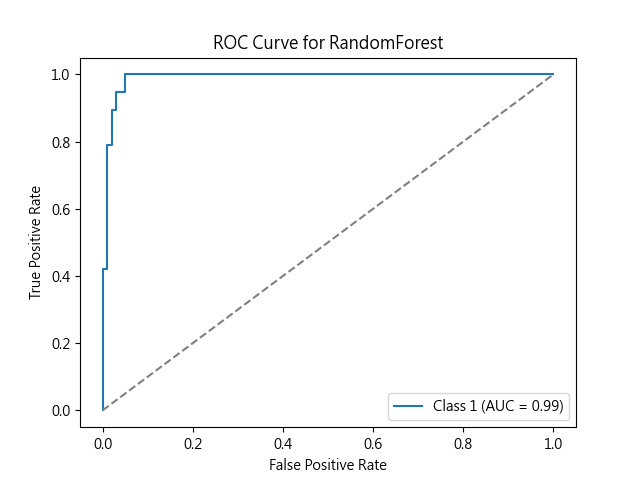 ROC Curve for RandomForest
True Positive Rate
1.0
0.8
0.6
0.4
0.2
0.0
Class 1 (AUC = 0.99)
0.0 0.2 0.4 0.6 0.8 1.0
False Positive Rate